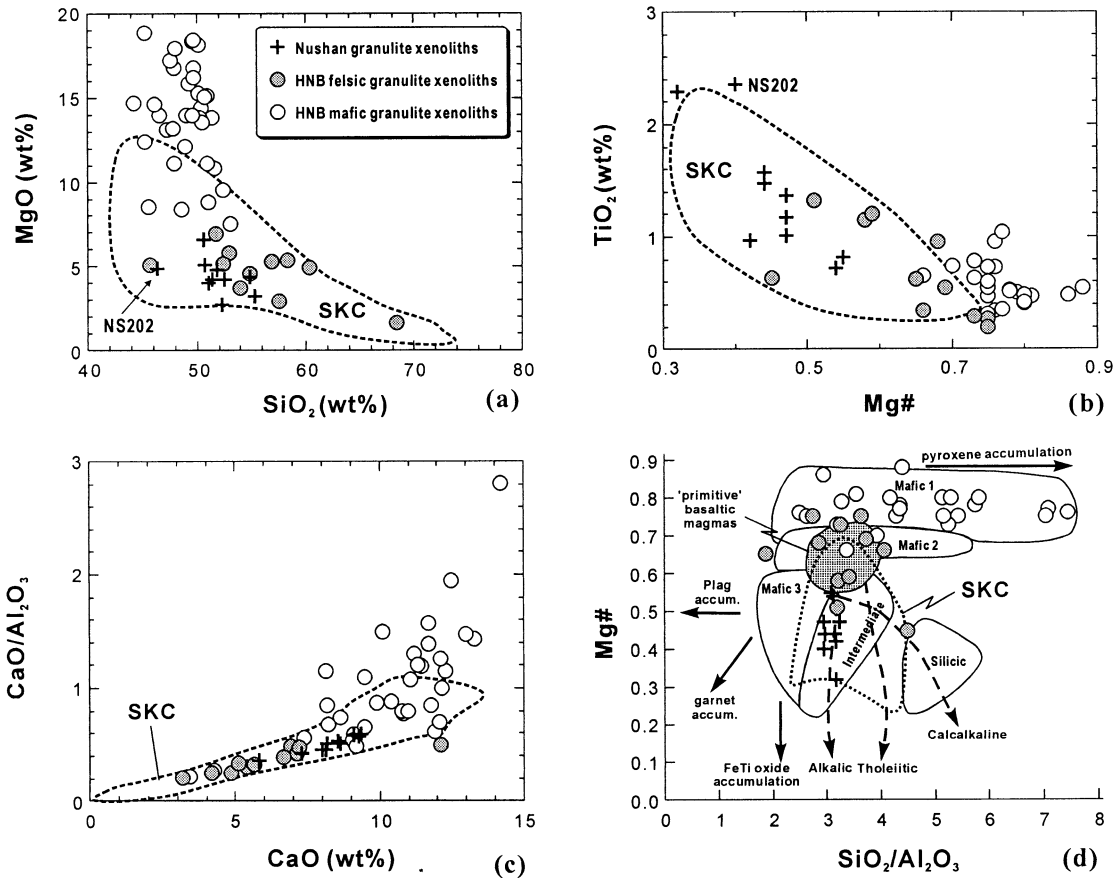 20
15
10
5
0
MgO (wt%)
Nushan granulite xenoliths
HNB felsic granulite xenoliths
HNB mafic granulite xenoliths
NS202
SKC
40
50
60
70
80
SiO2 (wt%)
(a)
3
2
1
0
TiO2 (wt%)
NS202
SKC
0.3
0.5
0.7
0.9
Mg#
(b)
3
2
1
0
CaO/Al2O3
SKC
0
5
10
15
CaO (wt%)
(c)
0.9
0.8
0.7
0.6
0.5
0.4
0.3
0.2
0.1
0.0
Mg#
pyroxene accumulation
Mafic 1
'primitive'
basaltic
magmas
Mafic 2
Mafic 3
SKC
Plag
accum.
Intermediate
Silicic
garnet
accum.
Calcalkaline
FeTi oxide
accumulation
Alkalic
Tholeiitic
0
1
2
3
4
5
6
7
8
SiO2/Al2O3
(d)